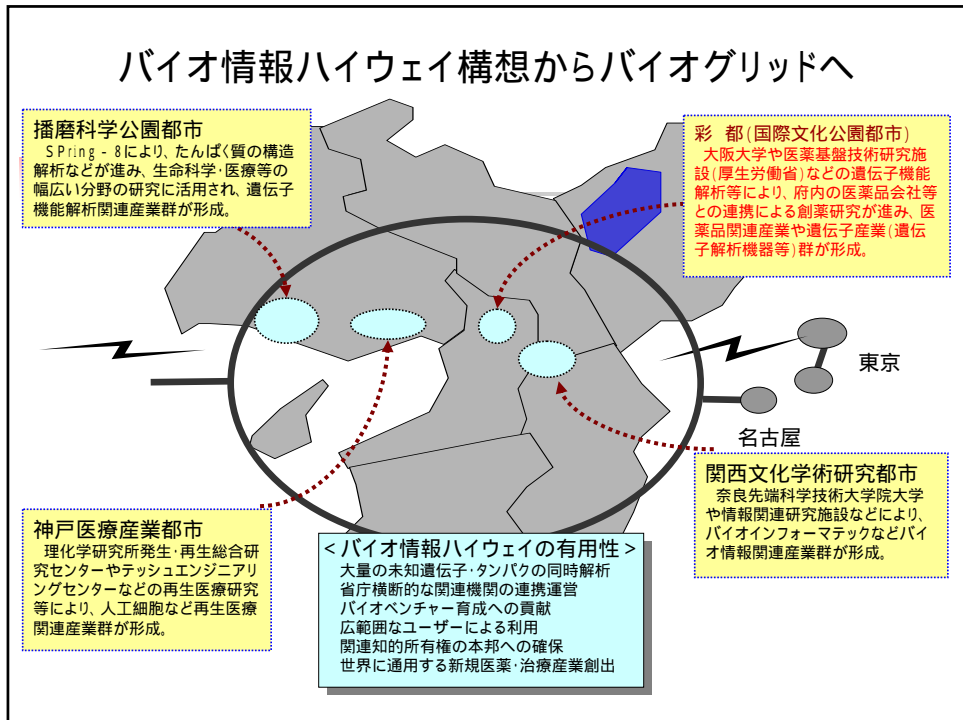 バイオ情報ハイウェイ構想からバイオグリッドへ
播磨科学公園都市
SPring-8により、たんぱく質の構造
解析などが進み、生命科学・医療等の
幅広い分野の研究に活用され、遺伝子
機能解析関連産業群が形成。
彩 都(国際文化公園都市)
大阪大学や医薬基盤技術研究施
設(厚生労働省)などの遺伝子機能
解析等により、府内の医薬品会社等
との連携による創薬研究が進み、医
薬品関連産業や遺伝子産業(遺伝
子解析機器等)群が形成。
東京
名古屋
関西文化学術研究都市
奈良先端科学技術大学院大学
や情報関連研究施設などにより、
バイオインフォーマテックなどバイ
オ情報関連産業群が形成。
神戸医療産業都市
理化学研究所発生・再生総合研
究センターやテッシュエンジニアリ
ングセンターなどの再生医療研究
等により、人工細胞など再生医療
関連産業群が形成。
<バイオ情報ハイウェイの有用性>
大量の未知遺伝子・タンパクの同時解析
省庁横断的な関連機関の連携運営
バイオベンチャー育成への貢献
広範囲なユーザーによる利用
関連知的所有権の本邦への確保
世界に通用する新規医薬・治療産業創出